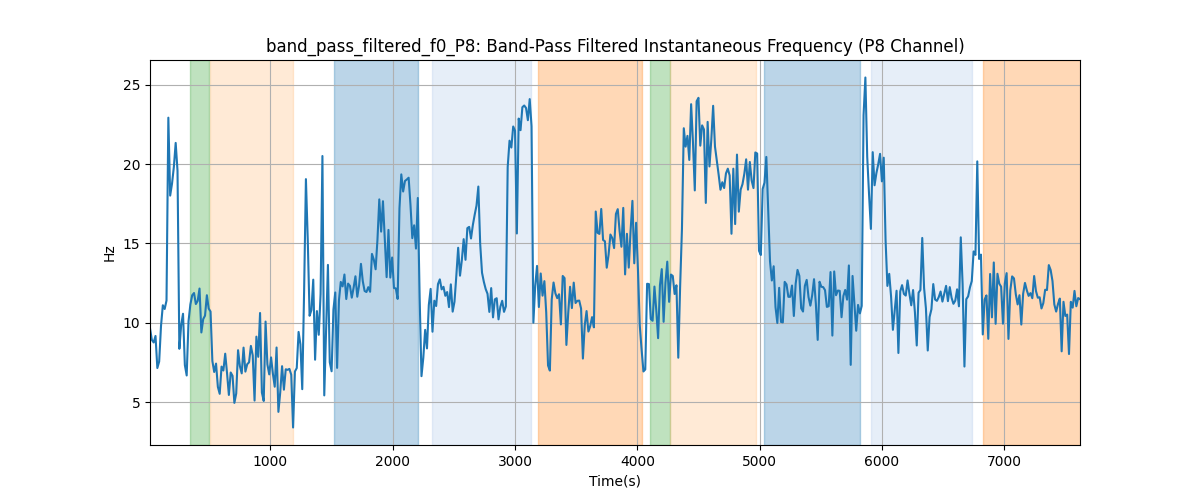 band_pass_filtered_f0_P8: Band-Pass Filtered Instantaneous Frequency (P8 Channel)
25
20
15
10
5
Hz
1000 2000 3000 4000 5000 6000 7000
Time(s)